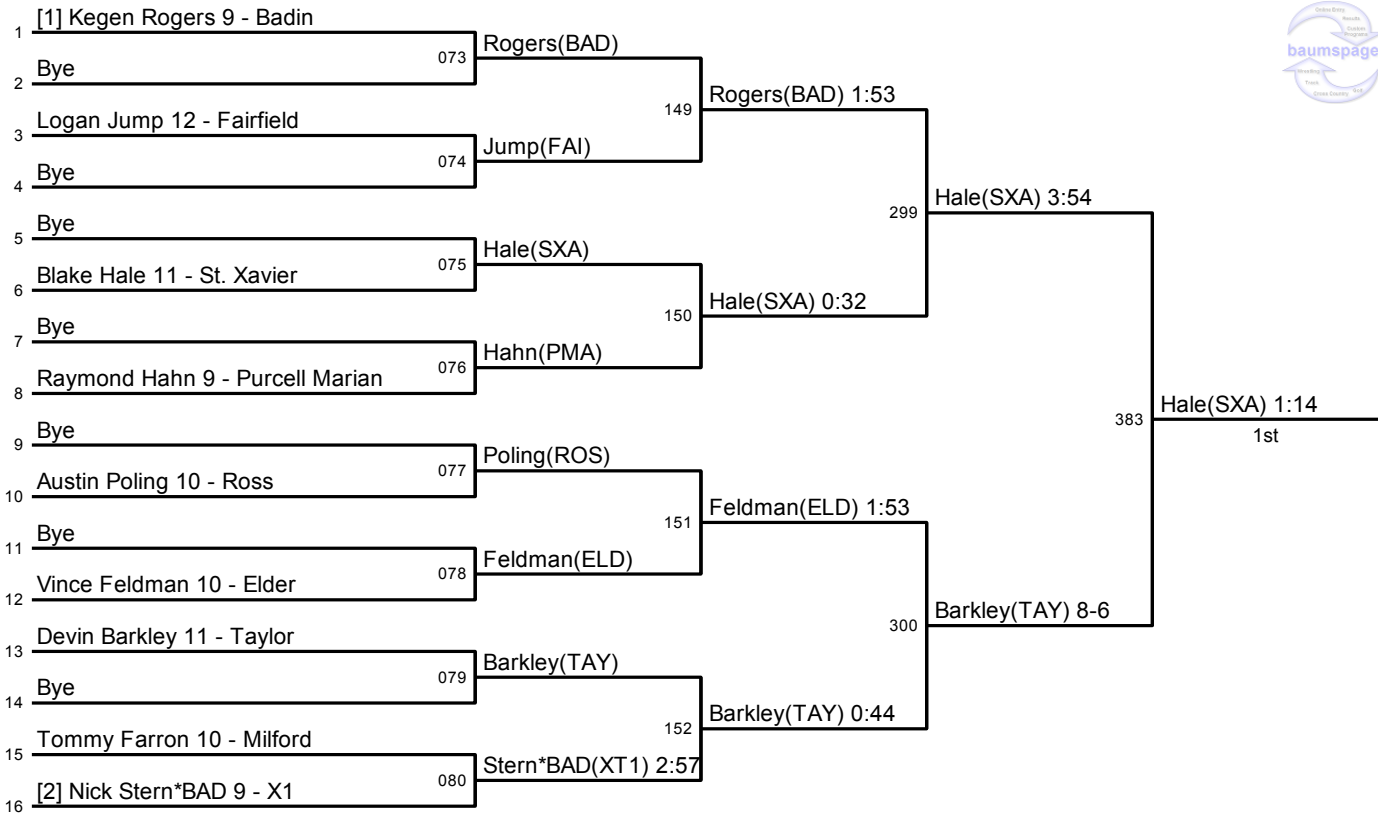 1 [1] Kegen Rogers 9 - Badin
2 Bye
3 Logan Jump 12 - Fairfield
4 Bye
5 Bye
6 Blake Hale 11 - St. Xavier
7 Bye
8 Raymond Hahn 9 - Purcell Marian
9 Bye
10 Austin Poling 10 - Ross
11 Bye
12 Vince Feldman 10 - Elder
13 Devin Barkley 11 - Taylor
14 Bye
15 Tommy Farron 10 - Milford
16 [2] Nick Stern*BAD 9 - X1
073 Rogers(BAD)
074 Jump(FAI)
075 Hale(SXA)
076 Hahn(PMA)
077 Poling(ROS)
078 Feldman(ELD)
079 Barkley(TAY)
080 Stern*BAD(XT1) 2:57
149 Rogers(BAD) 1:53
150 Hale(SXA) 0:32
151 Feldman(ELD) 1:53
152 Barkley(TAY) 0:44
299 Hale(SXA) 3:54
300 Barkley(TAY) 8-6
383 Hale(SXA) 1:14
1st
baumspage